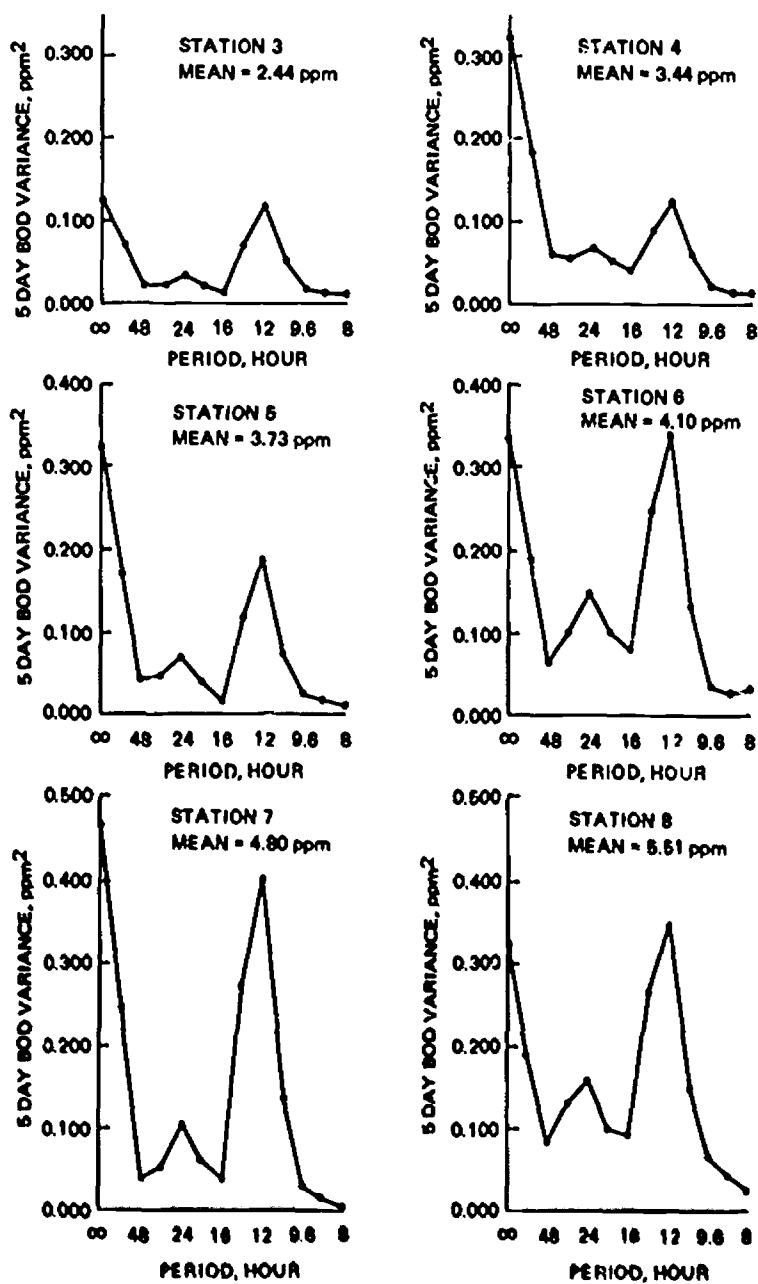 STATION 3
MEAN = 2.44 ppm
5 DAY BOD VARIANCE, ppm2
0.300
0.200
0.100
0.000
∞ 48 24 16 12 9.6 8
PERIOD, HOUR
STATION 4
MEAN = 3.44 ppm
5 DAY BOD VARIANCE, ppm2
0.300
0.200
0.100
0.000
∞ 48 24 16 12 9.6 8
PERIOD, HOUR
STATION 5
MEAN = 3.73 ppm
5 DAY BOD VARIANCE, ppm2
0.400
0.300
0.200
0.100
0.000
∞ 48 24 16 12 9.6 8
PERIOD, HOUR
STATION 6
MEAN = 4.10 ppm
5 DAY BOD VARIANCE, ppm2
0.400
0.300
0.200
0.100
0.000
∞ 48 24 16 12 9.6 8
PERIOD, HOUR
STATION 7
MEAN = 4.80 ppm
5 DAY BOD VARIANCE, ppm2
0.500
0.400
0.300
0.200
0.100
0.000
∞ 48 24 16 12 9.6 8
PERIOD, HOUR
STATION 8
MEAN = 5.51 ppm
5 DAY BOD VARIANCE, ppm2
0.500
0.400
0.300
0.200
0.100
0.000
∞ 48 24 16 12 9.6 8
PERIOD, HOUR